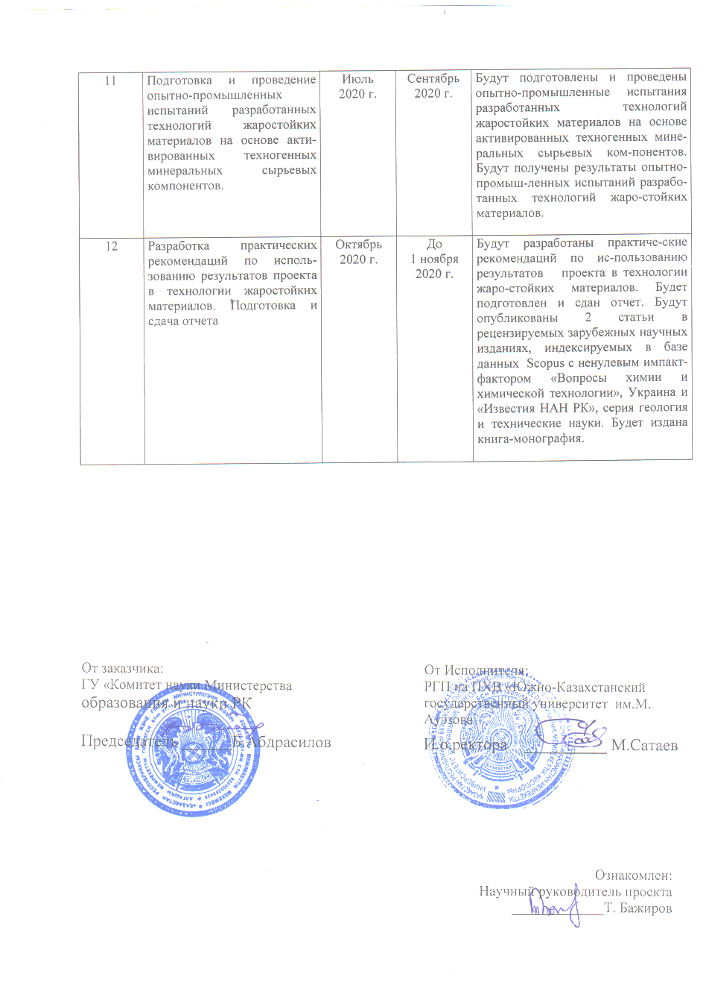 11
Подготовка и проведение
опытно-промышленных
испытаний разработанных
технологий жаростойких
материалов на основе акти-
вированных техногенных
минеральных сырьевых
компонентов.
Июль
2020 г.
Сентябрь
2020 г.
Будут подготовлены и проведены
опытно-промышленные испытания
разработанных технологий
жаростойких материалов на основе
активированных техногенных мине-
ральных сырьевых ком-понентов.
Будут получены результаты опытно-
промыш-ленных испытаний разрабо-
танных технологий жаро-стойких
материалов.
12
Разработка практических
рекомендаций по исполь-
зованию результатов проекта
в технологии жаростойких
материалов. Подготовка и
сдача отчета
Октябрь
2020 г.
До
1 ноября
2020 г.
Будут разработаны практиче-ские
рекомендаций по ис-пользованию
результатов проекта в технологии
жаро-стойких материалов. Будет
подготовлен и сдан отчет. Будут
опубликованы 2 статьи в
рецензируемых зарубежных научных
изданиях, индексируемых в базе
данных Scopus с ненулевым импакт-
фактором «Вопросы химии и
химической технологии», Украина и
«Известия НАН РК», серия геология
и технические науки. Будет издана
книга-монография.
От заказчика:
ГУ «Комитет науки Министерства
образования и науки РК
Председатель ______Б.Абдрасилов
От Исполнителя:
РГП на ПХВ «Южно-Казахстанский
государственный университет им.М.
Ауэзова
И.о.ректора ____________ М.Сатаев
ҚАЗАҚСТАН
ҚАЗАҚСТАН
Ознакомлен:
Научный руководитель проекта
____________Т. Бажиров